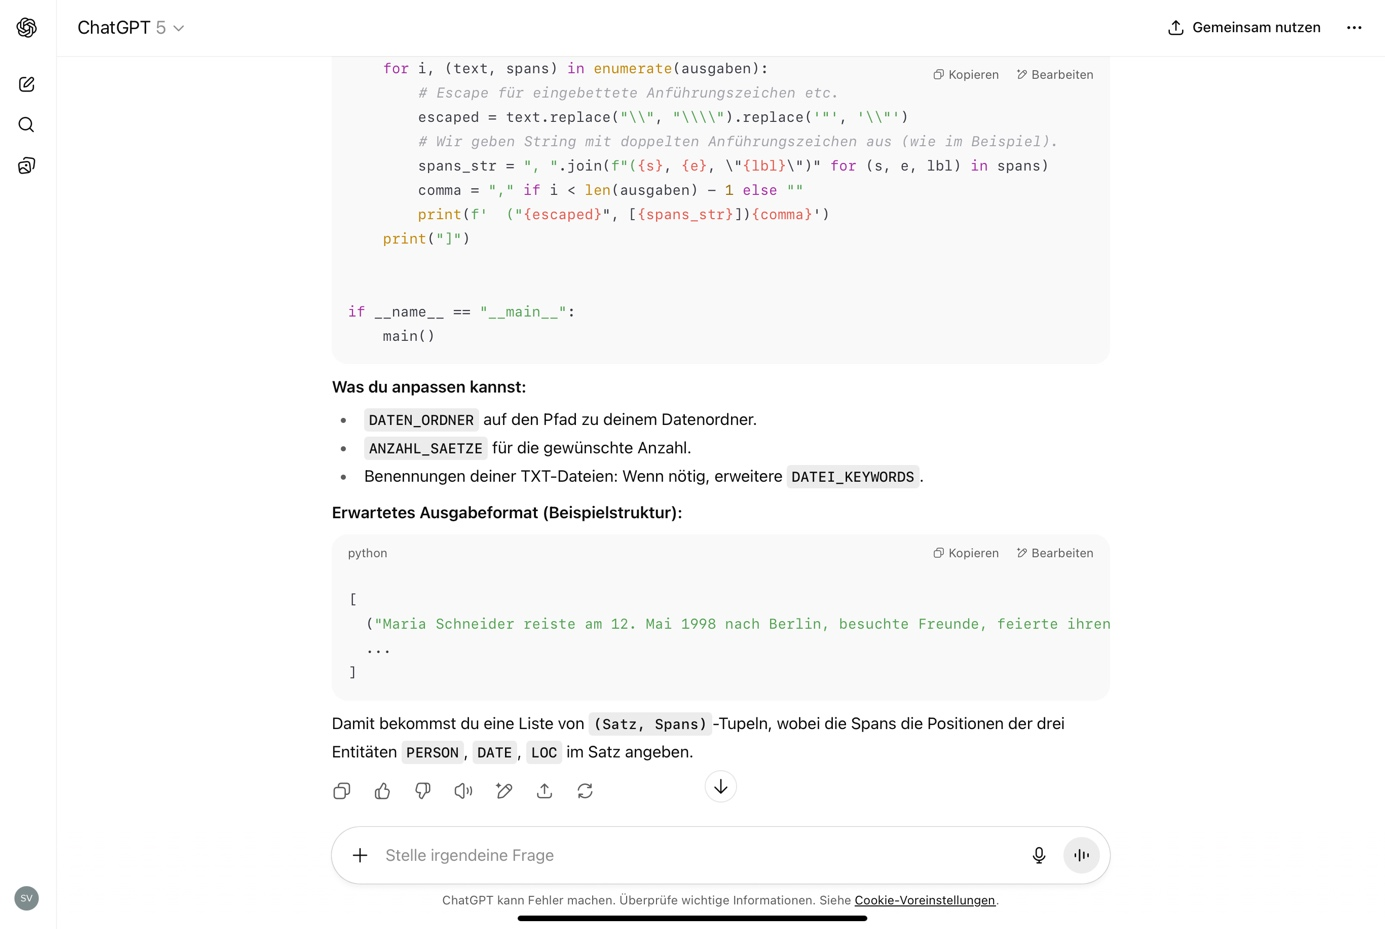 ChatGPT 5
Gemeinsam nutzen
for i, (text, spans) in enumerate(ausgaben):
Kopieren Bearbeiten
# Escape für eingebettete Anführungszeichen etc.
escaped = text.replace("\\", "\\\\").replace('"', '\\"')
# Wir geben String mit doppelten Anführungszeichen aus (wie im Beispiel).
spans_str = ", ".join(f"({s}, {e}, \"{lbl}\")" for (s, e, lbl) in spans)
comma = "," if i < len(ausgaben) - 1 else ""
print(f'  ("{escaped}", [{spans_str}]){comma}')
print("]")
if __name__ == "__main__":
main()
Was du anpassen kannst:
• DATEN_ORDNER auf den Pfad zu deinem Datenordner.
• ANZAHL_SAETZE für die gewünschte Anzahl.
• Benennungen deiner TXT-Dateien: Wenn nötig, erweitere DATEI_KEYWORDS.
Erwartetes Ausgabeformat (Beispielstruktur):
python
Kopieren Bearbeiten
[
("Maria Schneider reiste am 12. Mai 1998 nach Berlin, besuchte Freunde, feierte ihren
...
]
Damit bekommst du eine Liste von (Satz, Spans)-Tupeln, wobei die Spans die Positionen der drei
Entitäten PERSON, DATE, LOC im Satz angeben.
Stelle irgendeine Frage
SV
ChatGPT kann Fehler machen. Überprüfe wichtige Informationen. Siehe Cookie-Voreinstellungen.